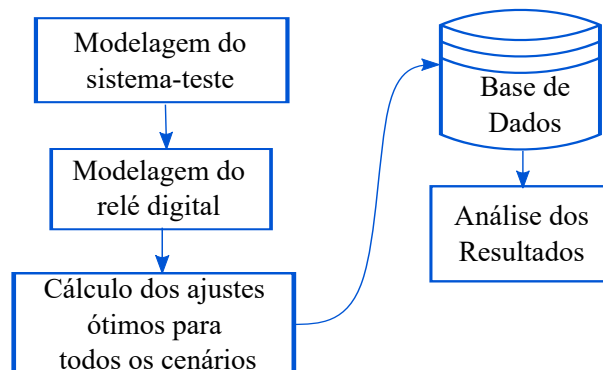 Modelagem do
sistema-teste
Modelagem do
relé digital
Cálculo dos ajustes
ótimos para
todos os cenários
Base de
Dados
Análise dos
Resultados